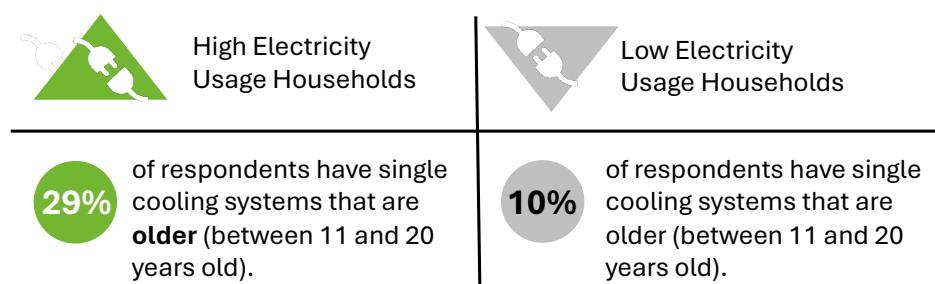 High Electricity
Usage Households
Low Electricity
Usage Households
29%
of respondents have single
cooling systems that are
older (between 11 and 20
years old).
10%
of respondents have single
cooling systems that are
older (between 11 and 20
years old).